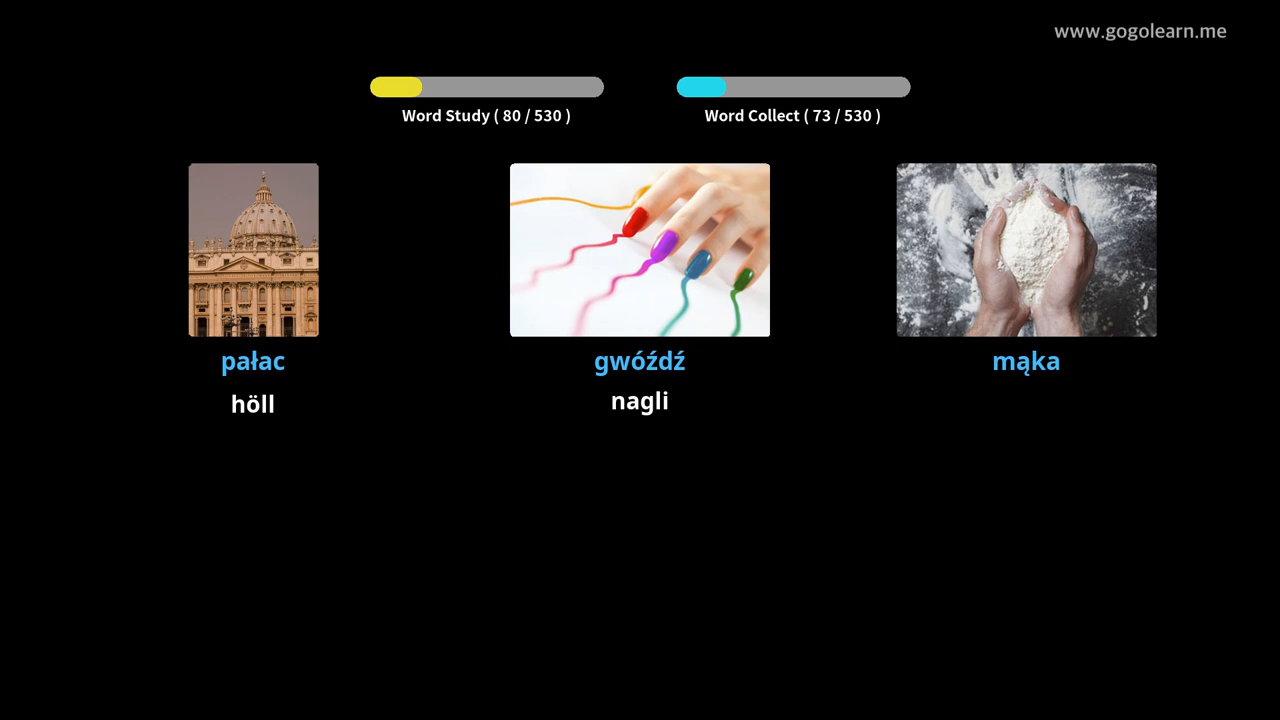 www.gogolearn.me
Word Study ( 80 / 530 )
Word Collect ( 73 / 530 )
pałac
gwóźdź
mąka
höll
nagli